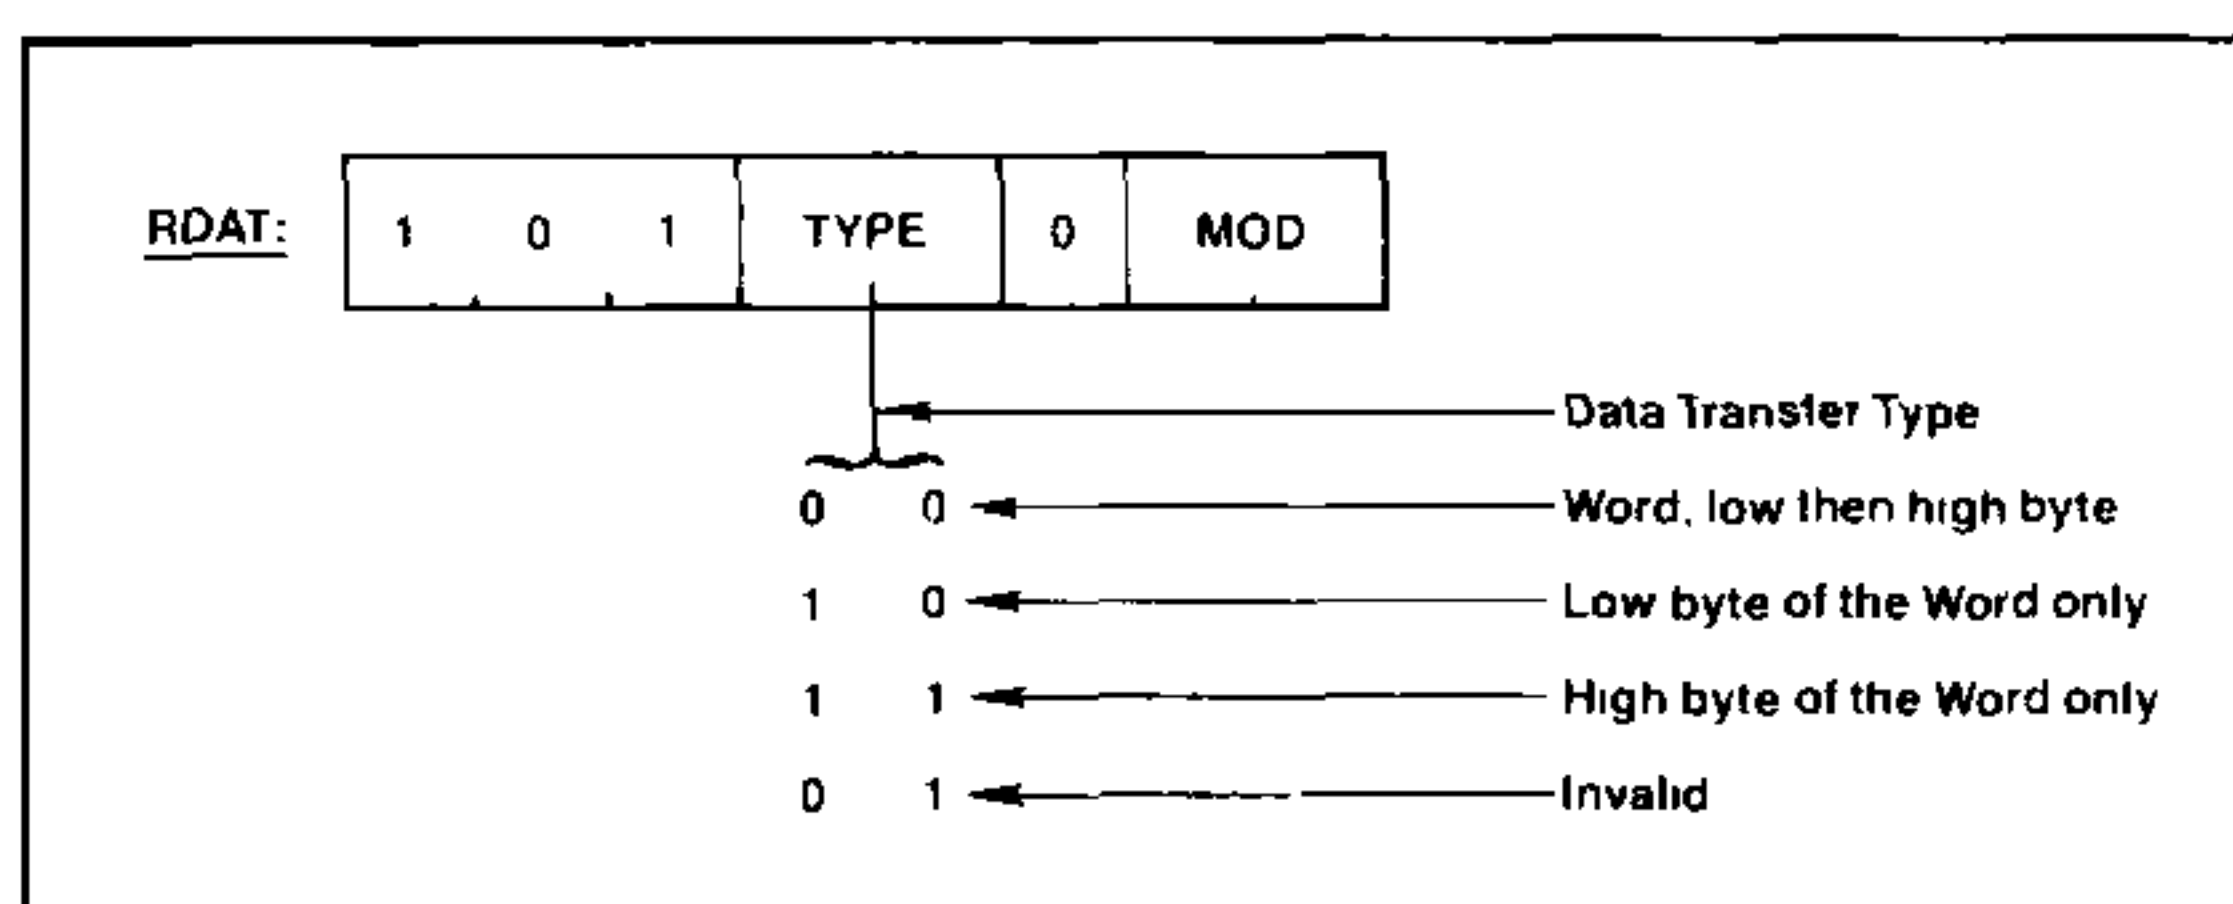 RDAT: 1 0 1 TYPE 0 MOD
Data Transfer Type
0 0 Word, low then high byte
1 0 Low byte of the Word only
1 1 High byte of the Word only
0 1 Invalid